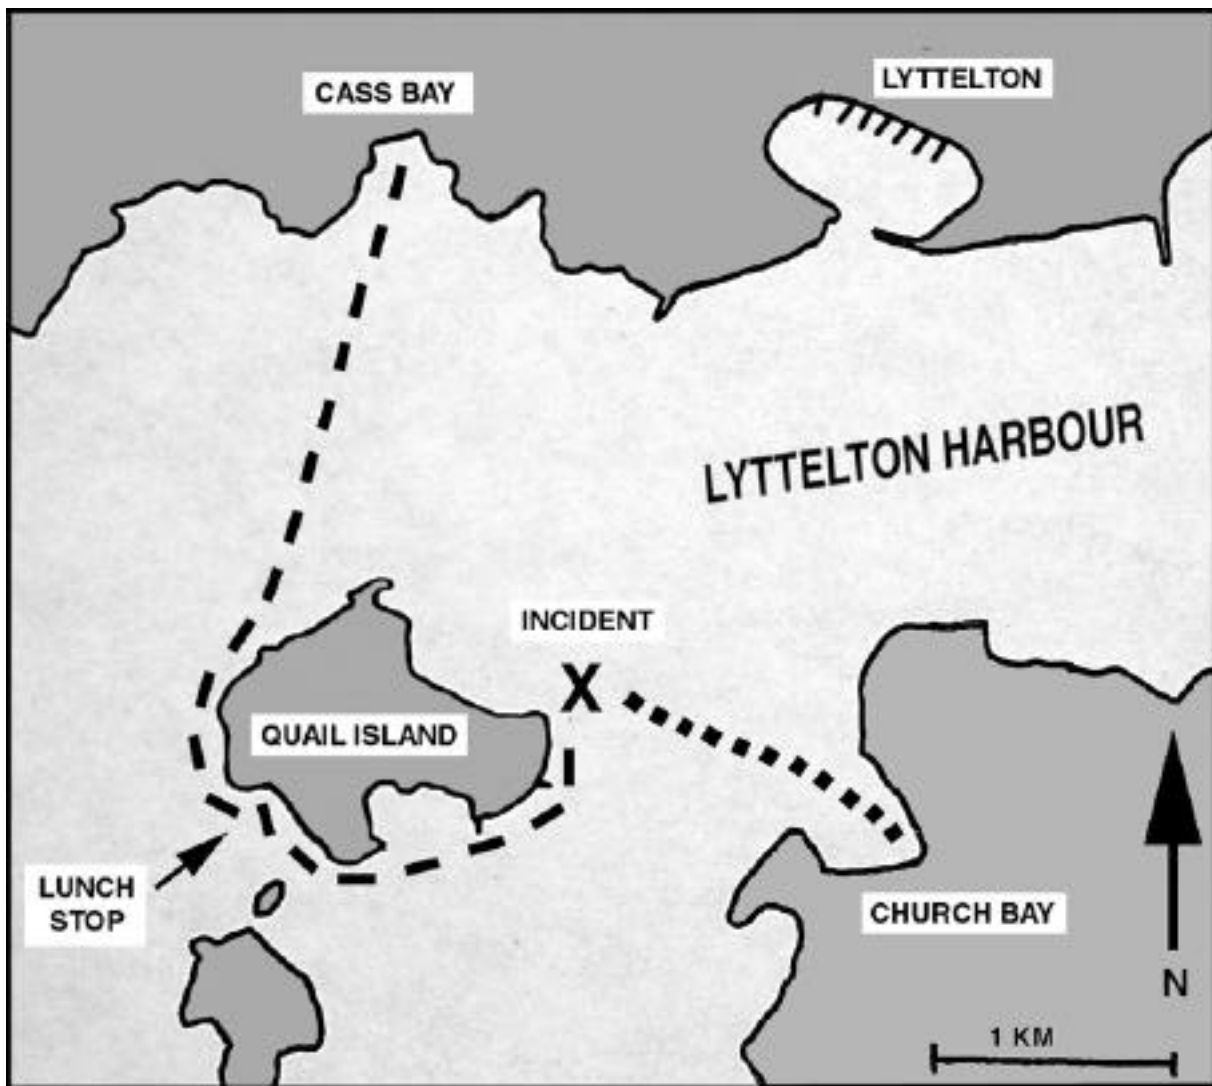 CASS BAY
LYTTELTON
LYTTELTON HARBOUR
INCIDENT
QUAIL ISLAND
LUNCH
STOP
CHURCH BAY
N
1 KM